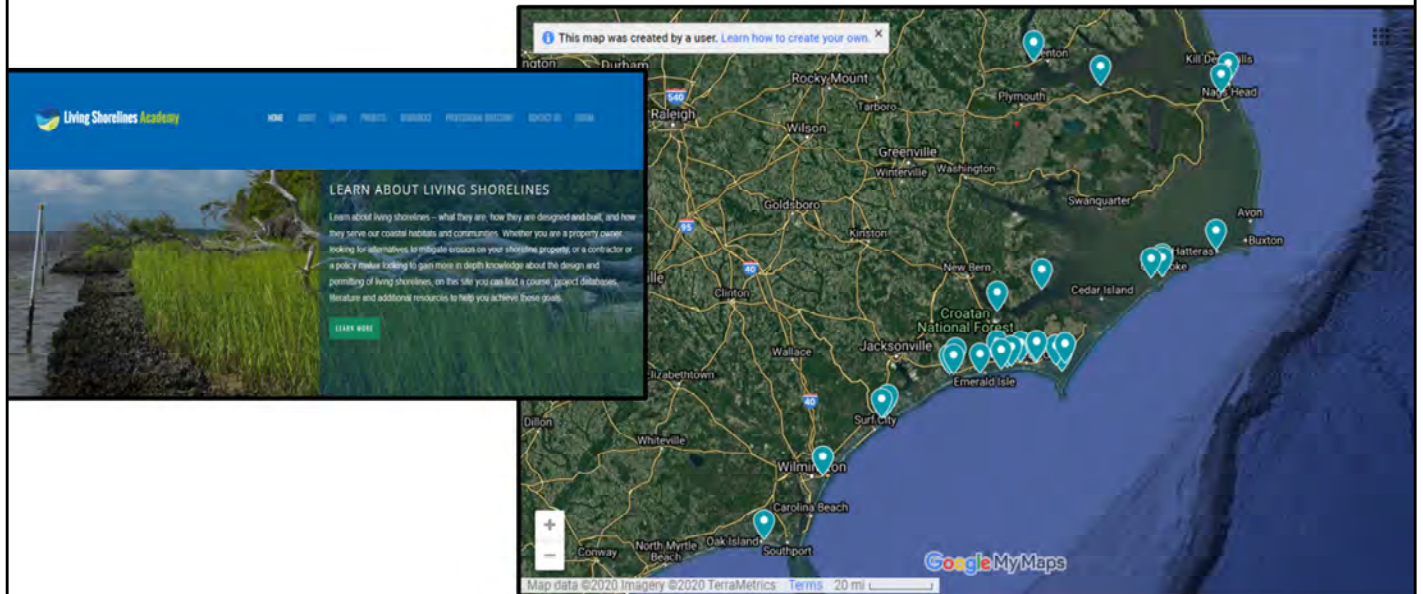 Living Shorelines Academy
HOME ABOUT LEARN PROJECTS RESOURCES PROFESSIONAL DIRECTORY CONTACT US FORUM
LEARN ABOUT LIVING SHORELINES
Learn about living shorelines – what they are, how they are designed and built, and how
they serve our coastal habitats and communities. Whether you are a property owner
looking for alternatives to mitigate erosion on your shoreline property, or a contractor or
a policy maker looking to gain more in depth knowledge about the design and
permitting of living shorelines, on this site you can find a course, project databases,
literature and additional resources to help you achieve those goals.
LEARN MORE
This map was created by a user. Learn how to create your own.
Durham
Rocky Mount
Kill De ills
Plymouth
Nags Head
540
Raleigh
Tarboro
Wilson
Greenville
Winterville
Washington
Swanquarter
Goldsboro
Avon
95
Kinston
Buxton
Hatteras
40
New Bern
Clinton
Cedar Island
Croatan
National Forest
Wallace
Jacksonville
Emerald Isle
40
Dillon
Surf City
Whiteville
Wilmin on
Carolina Beach
Conway
North Myrtle
Beach
Oak Island
Southport
Google My Maps
Map data ©2020 Imagery ©2020 TerraMetrics Terms 20 mi